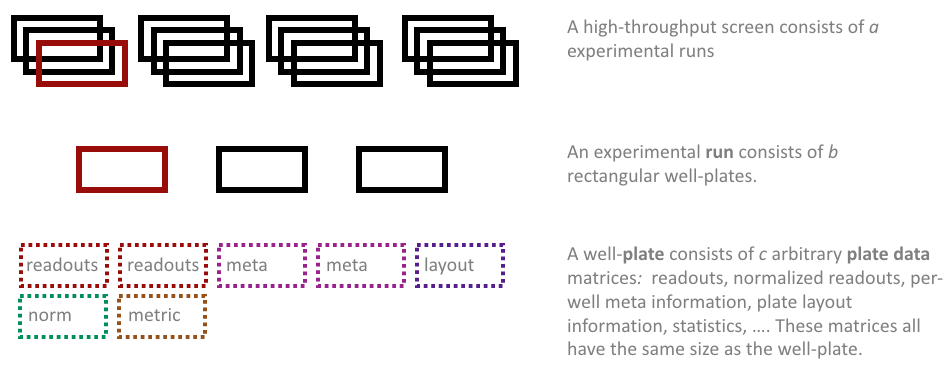 A high-throughput screen consists of a
experimental runs
An experimental run consists of b
rectangular well-plates.
readouts readouts meta meta layout
norm metric
A well-plate consists of c arbitrary plate data
matrices: readouts, normalized readouts, per-
well meta information, plate layout
information, statistics, .... These matrices all
have the same size as the well-plate.